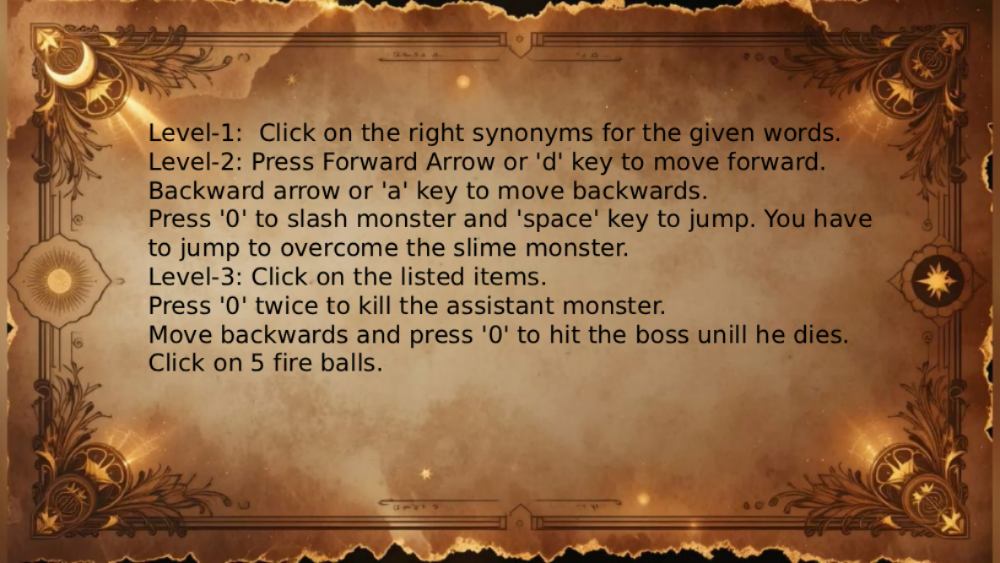 Level-1:  Click on the right synonyms for the given words.
Level-2: Press Forward Arrow or 'd' key to move forward.
Backward arrow or 'a' key to move backwards.
Press '0' to slash monster and 'space' key to jump. You have
to jump to overcome the slime monster.
Level-3: Click on the listed items.
Press '0' twice to kill the assistant monster.
Move backwards and press '0' to hit the boss unill he dies.
Click on 5 fire balls.